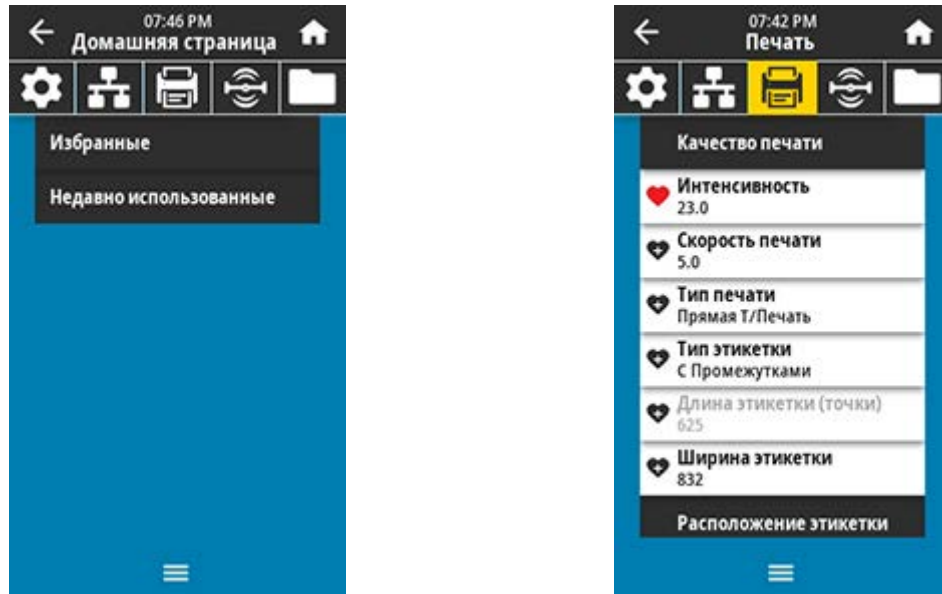 07:46 PM
Домашняя страница
Избранные
Недавно использованные
07:42 PM
Печать
Качество печати
Интенсивность
23.0
Скорость печати
5.0
Тип печати
Прямая Т/Печать
Тип этикетки
С Промежутками
Длина этикетки (точки)
625
Ширина этикетки
832
Расположение этикетки